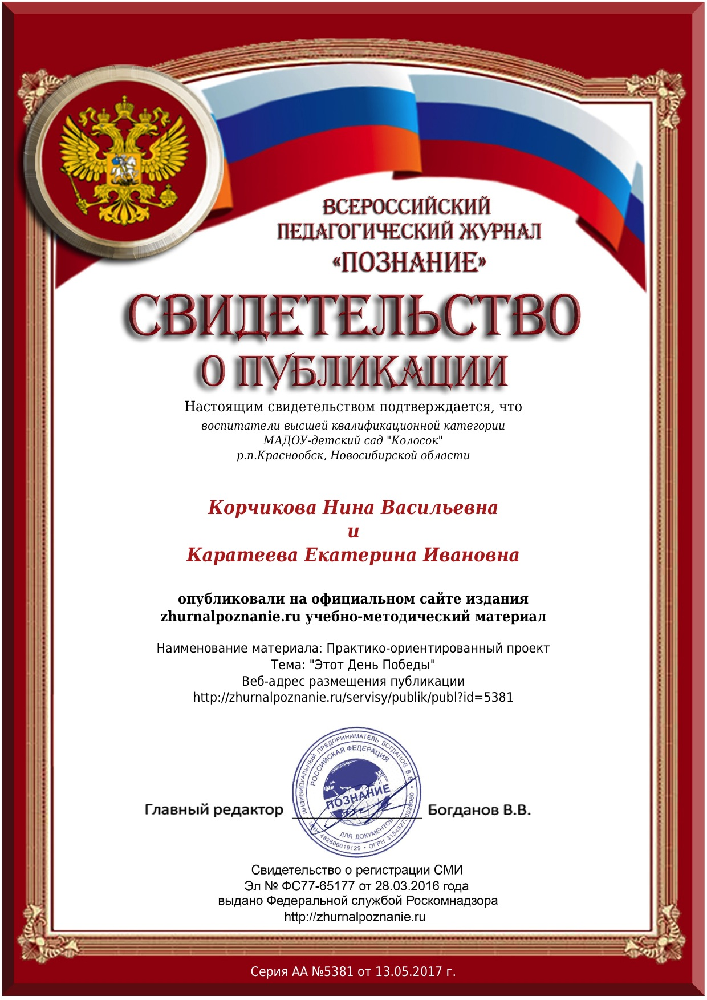 ВСЕРОССИЙСКИЙ
ПЕДАГОГИЧЕСКИЙ ЖУРНАЛ
«ПОЗНАНИЕ»
СВИДЕТЕЛЬСТВО
О ПУБЛИКАЦИИ
Настоящим свидетельством подтверждается, что
воспитатели высшей квалификационной категории
МАДОУ-детский сад "Колосок"
р.п.Краснообск, Новосибирской области
Корчикова Нина Васильевна
и
Каратеева Екатерина Ивановна
опубликовали на официальном сайте издания
zhurnalpoznanie.ru учебно-методический материал
Наименование материала: Практико-ориентированный проект
Тема: "Этот День Победы"
Веб-адрес размещения публикации
http://zhurnalpoznanie.ru/servisy/publik/publ?id=5381
ИНДИВИДУАЛЬНЫЙ ПРЕДПРИНИМАТЕЛЬ БОГДАНОВ В.В.
РОССИЙСКАЯ ФЕДЕРАЦИЯ
ПОЗНАНИЕ
ДЛЯ ДОКУМЕНТОВ
ИНН 482600019129 • ОГРН
Главный редактор Богданов В.В.
Свидетельство о регистрации СМИ
Эл № ФС77-65177 от 28.03.2016 года
выдано Федеральной службой Роскомнадзора
http://zhurnalpoznanie.ru
Серия АА №5381 от 13.05.2017 г.